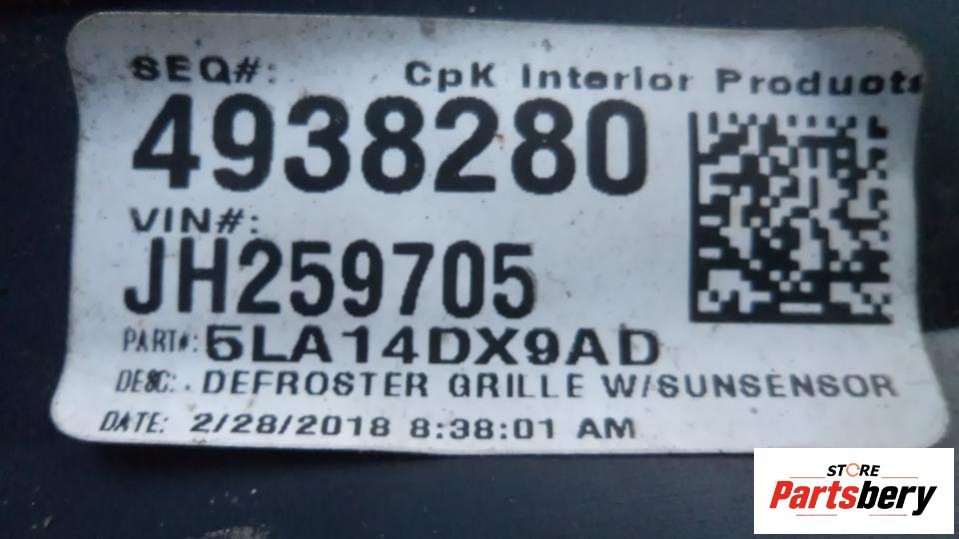 SEQ#: CpK Interior Products
4938280
VIN#:
JH259705
PART#: 5LA14DX9AD
DESC: DEFROSTER GRILLE W/SUNSENSOR
DATE: 2/28/2018 8:38:01 AM
STORE
Partsbery